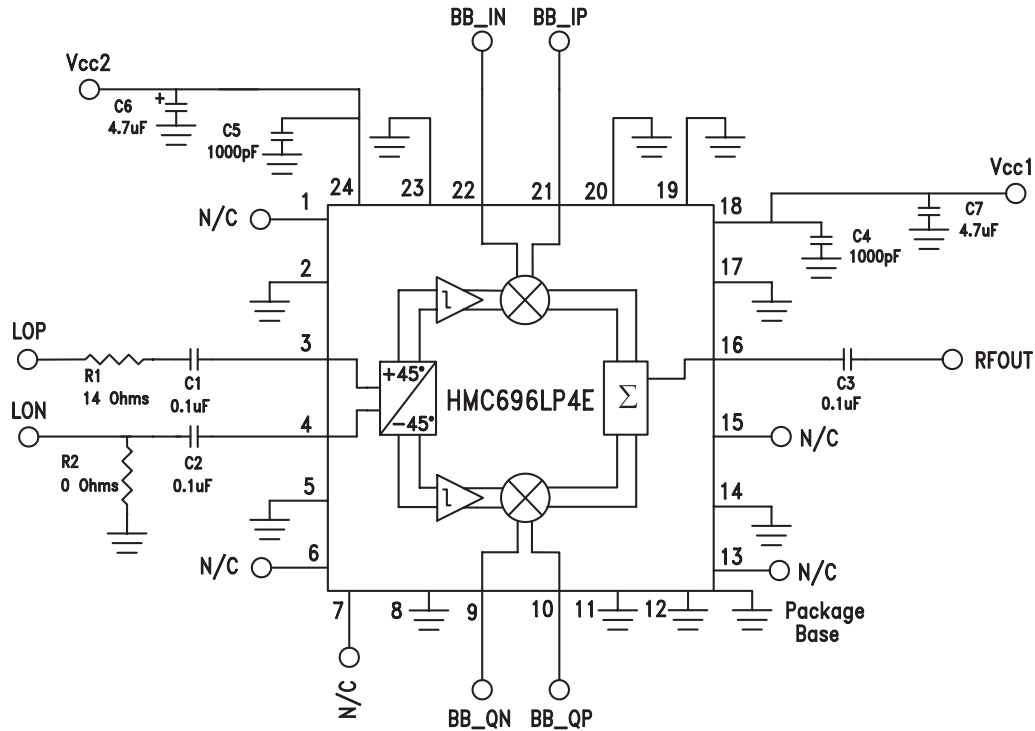 BB_IN BB_IP
Vcc2
C6
4.7uF
+
C5
1000pF
24 23 22 21 20 19
Vcc1
N/C 1
18
C7
4.7uF
C4
1000pF
2
17
LOP
3
16
RFOUT
R1
14 Ohms
C1
0.1uF
+45°
-45°
HMC696LP4E
Σ
C3
0.1uF
LON
4
15 N/C
R2
0 Ohms
C2
0.1uF
5
14
N/C 6
13 N/C
7 8 9 10 11 12
Package
Base
N/C
BB_QN BB_QP